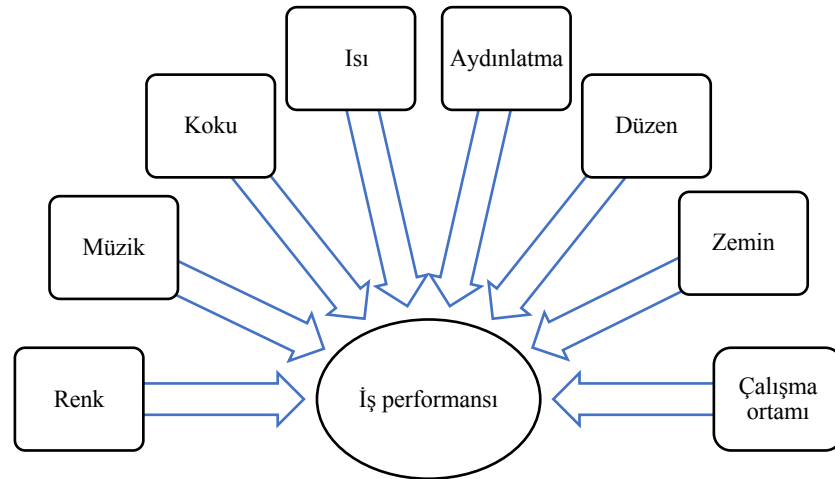 Isı
Aydınlatma
Koku
Düzen
Müzik
Zemin
Renk
İş performansı
Çalışma
ortamı